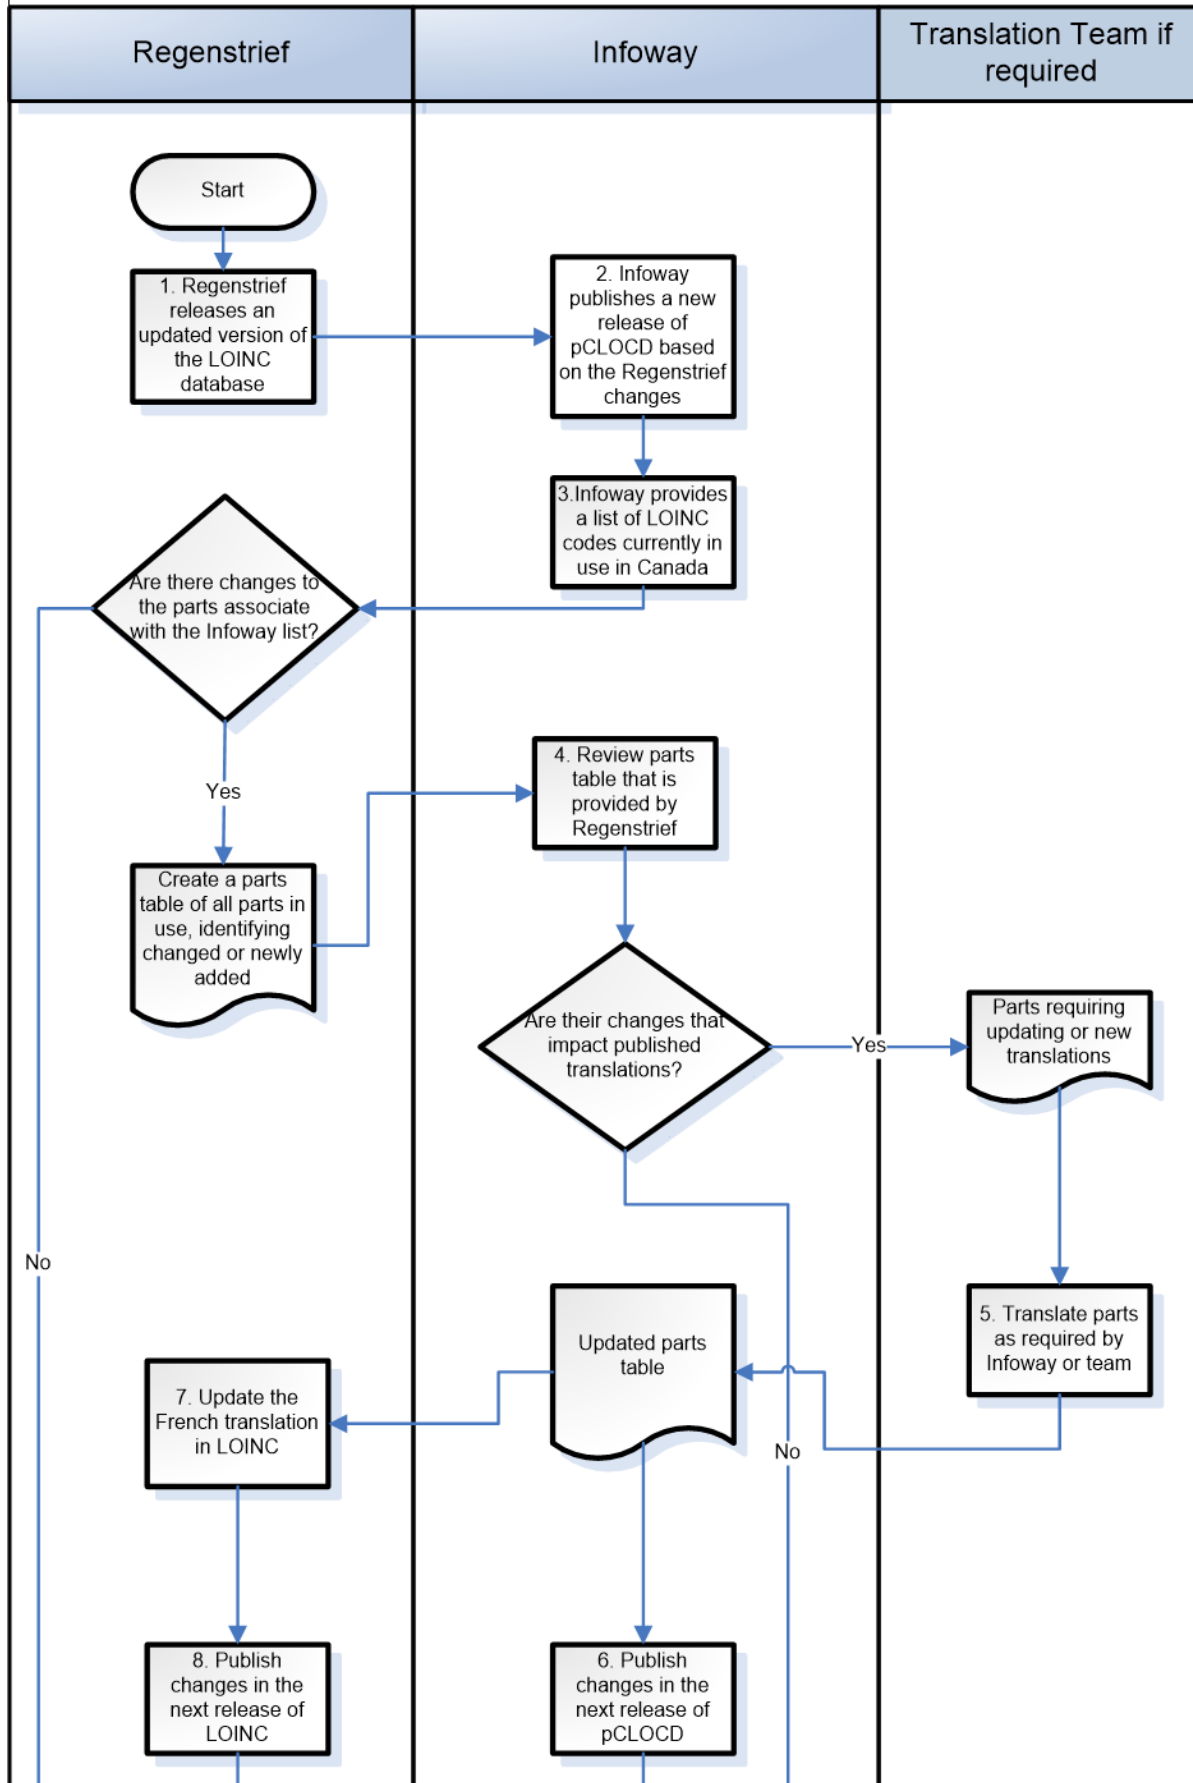 Regenstrief
Infoway
Translation Team if
required
Start
1. Regenstrief
releases an
updated version of
the LOINC
database
2. Infoway
publishes a new
release of
pCLOCD based
on the Regenstrief
changes
3.Infoway provides
a list of LOINC
codes currently in
use in Canada
Are there changes to
the parts associate
with the Infoway list?
Yes
4. Review parts
table that is
provided by
Regenstrief
Create a parts
table of all parts in
use, identifying
changed or newly
added
Are their changes that
impact published
translations?
Yes
Parts requiring
updating or new
translations
No
5. Translate parts
as required by
Infoway or team
Updated parts
table
7. Update the
French translation
in LOINC
No
8. Publish
changes in the
next release of
LOINC
6. Publish
changes in the
next release of
pCLOCD